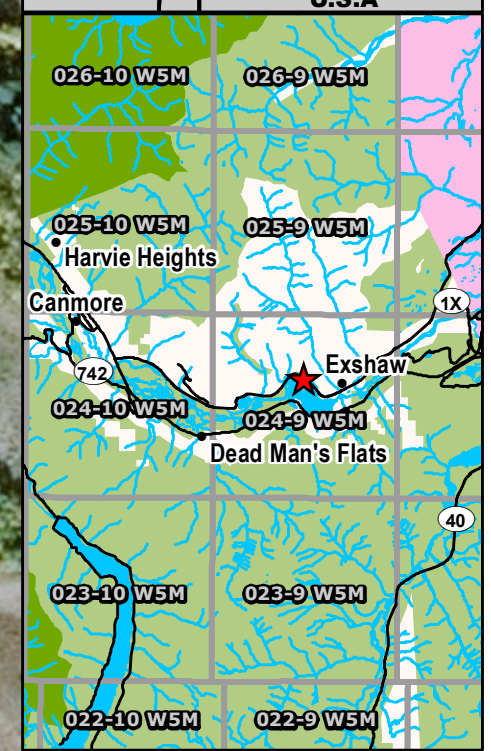 U.S.A
026-10 W5M
026-9 W5M
025-10 W5M
025-9 W5M
Harvie Heights
Canmore
1X
Exshaw
742
024-10 W5M
024-9 W5M
Dead Man's Flats
40
023-10 W5M
023-9 W5M
022-10 W5M
022-9 W5M